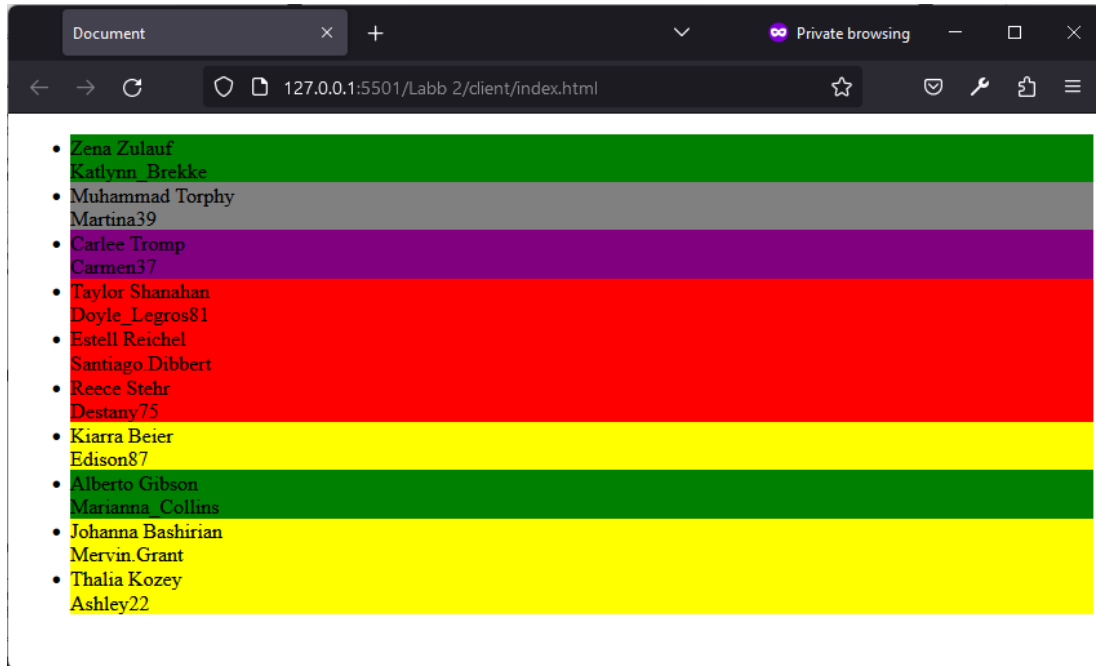 Document
Private browsing
127.0.0.1:5501/Labb 2/client/index.html
Zena Zulauf
Katlynn_Brekke
Muhammad Torphy
Martina39
Carlee Tromp
Carmen37
Taylor Shanahan
Doyle_Legros81
Estell Reichel
Santiago.Dibbert
Reece Stehr
Destany75
Kiarra Beier
Edison87
Alberto Gibson
Marianna_Collins
Johanna Bashirian
Mervin.Grant
Thalia Kozey
Ashley22